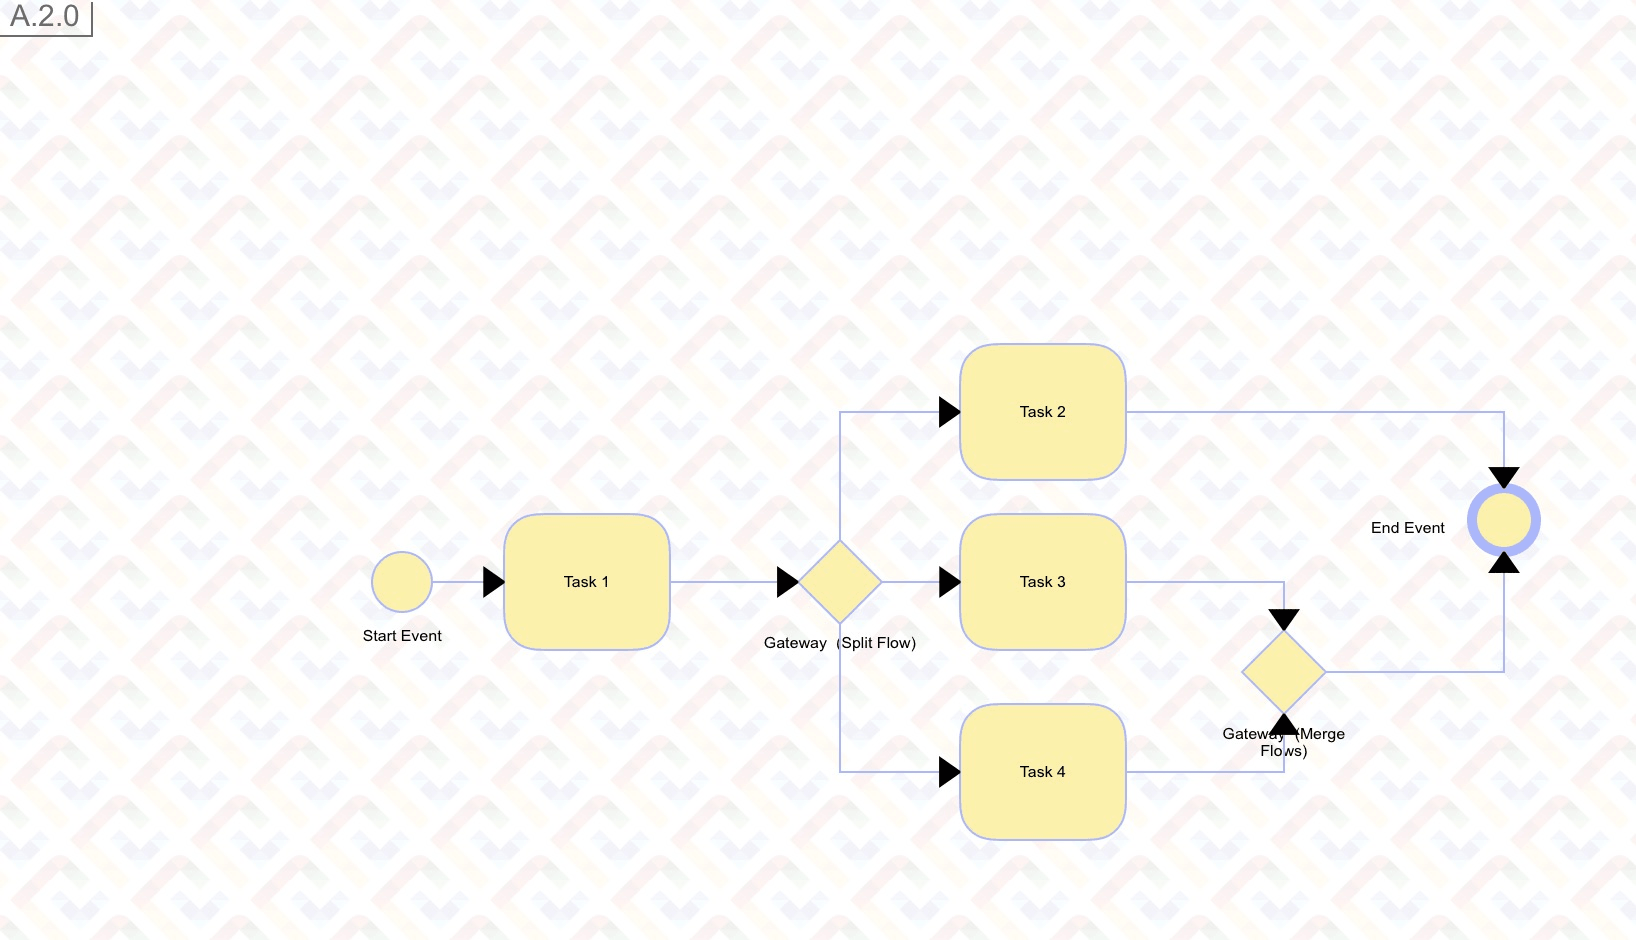 A.2.0
Task 2
End Event
Task 1
Task 3
Start Event
Gateway (Split Flow)
Gateway (Merge
Flows)
Task 4